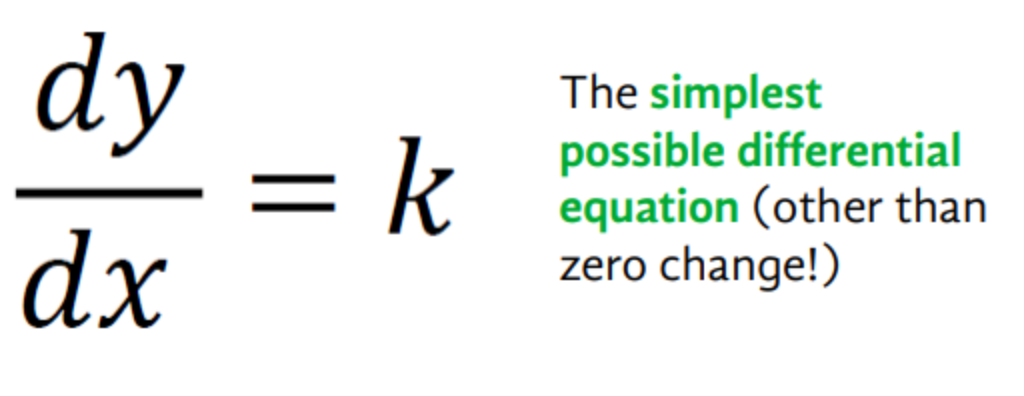 dy
dx
= k
The simplest
possible differential
equation (other than
zero change!)